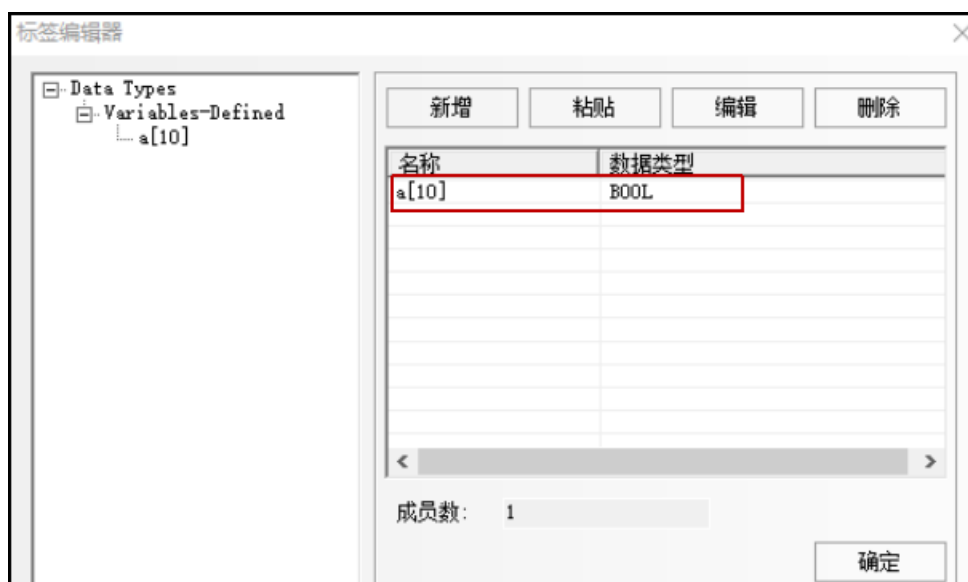 标签编辑器
Data Types
Variables-Defined
a[10]
新增 粘贴 编辑 删除
名称 数据类型
a[10] BOOL
成员数: 1
确定